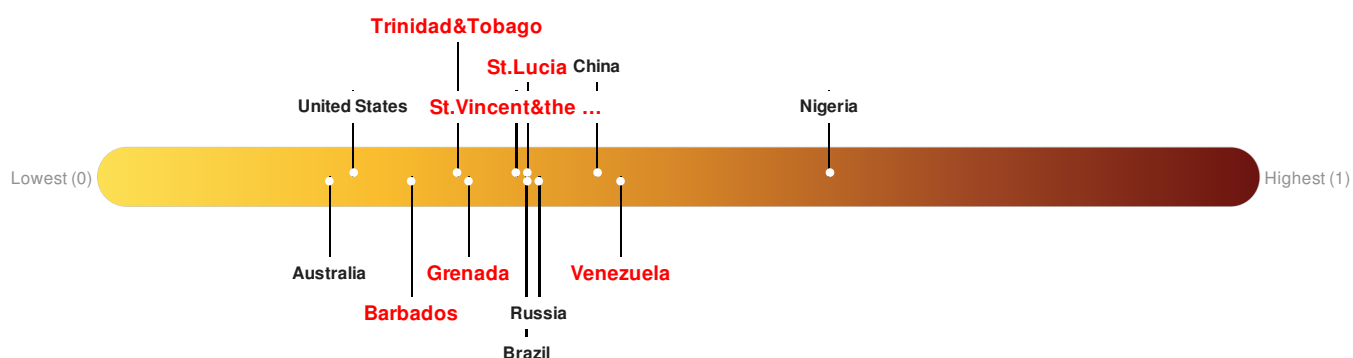 Trinidad&Tobago
St.Lucia China
United States St.Vincent&the ... Nigeria
Lowest (0) Highest (1)
Australia Grenada Venezuela
Barbados Russia
Brazil